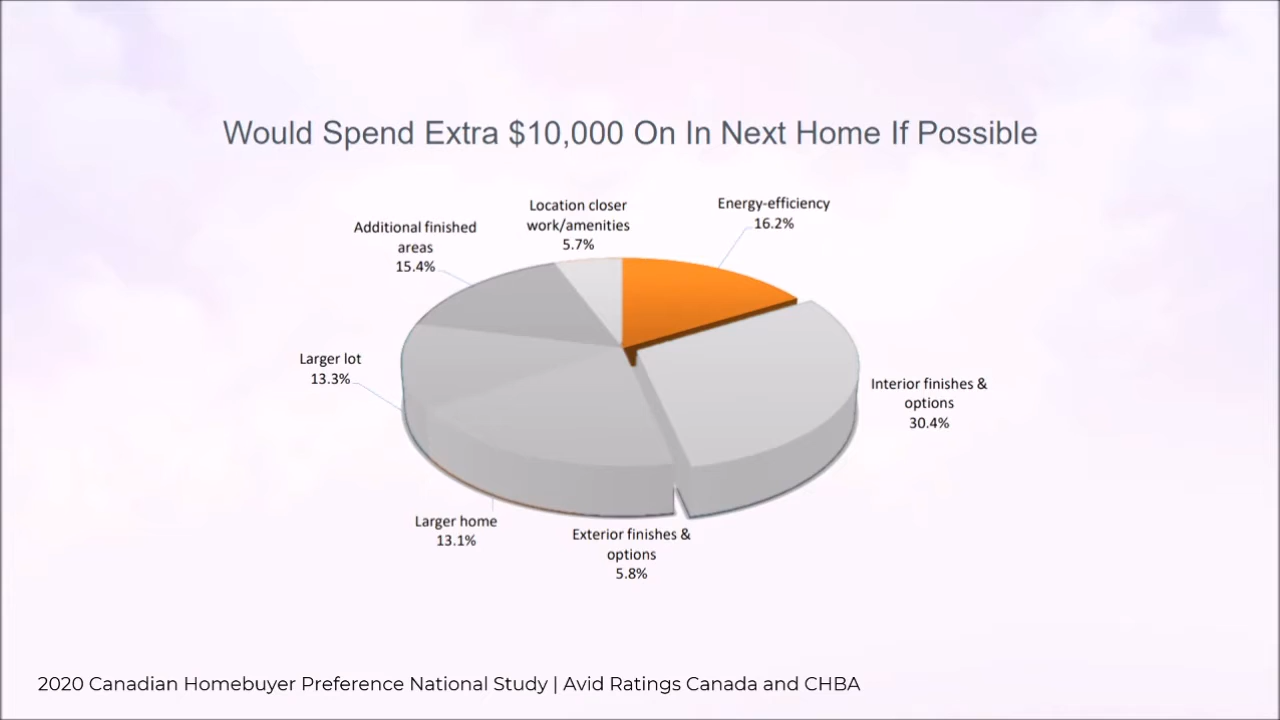 Would Spend Extra $10,000 On In Next Home If Possible
Location closer
work/amenities
5.7%
Energy-efficiency
16.2%
Additional finished
areas
15.4%
Larger lot
13.3%
Interior finishes &
options
30.4%
Larger home
13.1%
Exterior finishes &
options
5.8%
2020 Canadian Homebuyer Preference National Study | Avid Ratings Canada and CHBA